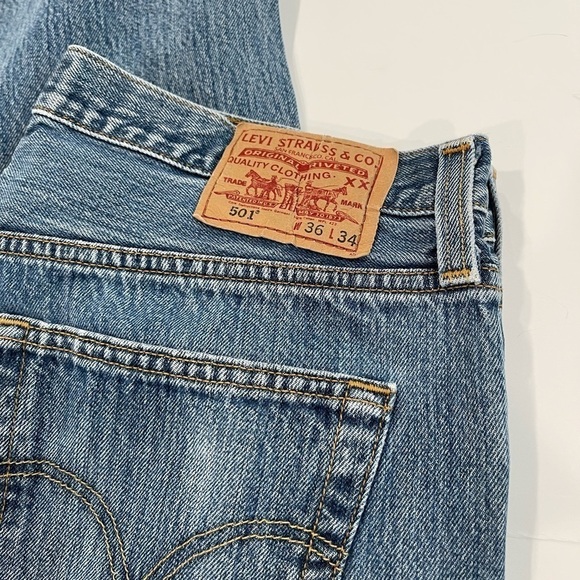 LEVI STRAUSS & CO.
SAN FRANCISCO, CAL.
ORIGINAL RIVETED
QUALITY CLOTHING.
XX
TRADE MARK
501® W 36 L 34